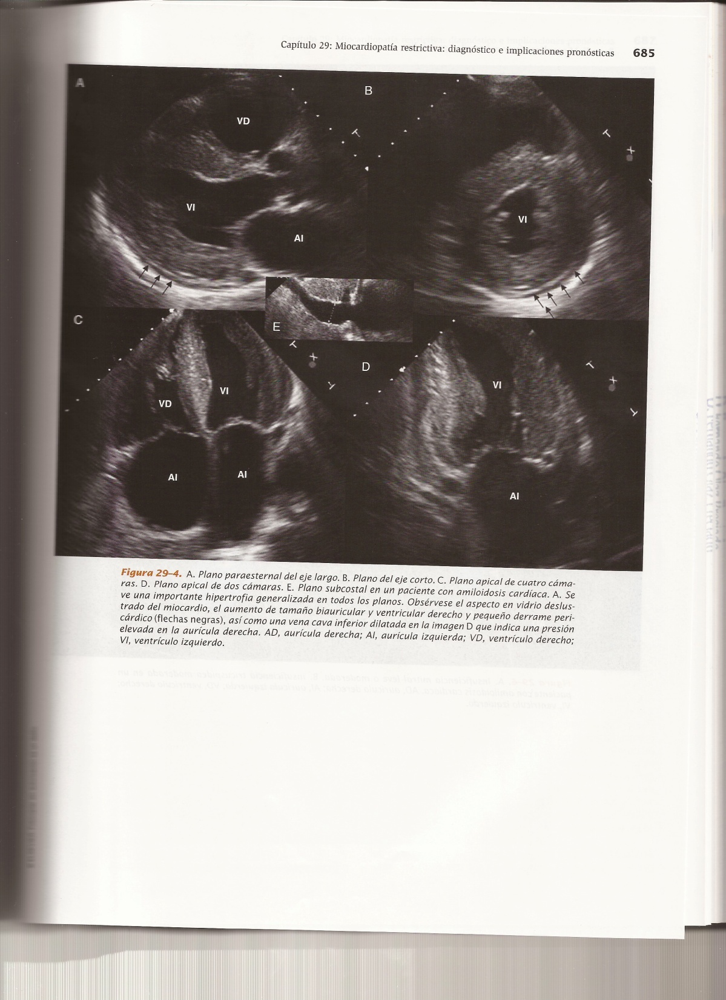 Capítulo 29: Miocardiopatía restrictiva: diagnóstico e implicaciones pronósticas 685
A
B
VD
T
T
VI
VI
AI
E
C
D
T
T
VI
VI
VD
AI
AI
AI
Figura 29–4. A. Plano paraesternal del eje largo. B. Plano del eje corto. C. Plano apical de cuatro cáma-
ras. D. Plano apical de dos cámaras. E. Plano subcostal en un paciente con amiloidosis cardíaca. A. Se
ve una importante hipertrofia generalizada en todos los planos. Obsérvese el aspecto en vidrio deslus-
trado del miocardio, el aumento de tamaño biauricular y ventricular derecho y pequeño derrame peri-
cárdico (flechas negras), así como una vena cava inferior dilatada en la imagen D que indica una presión
elevada en la aurícula derecha. AD, aurícula derecha; AI, aurícula izquierda; VD, ventrículo derecho;
VI, ventrículo izquierdo.